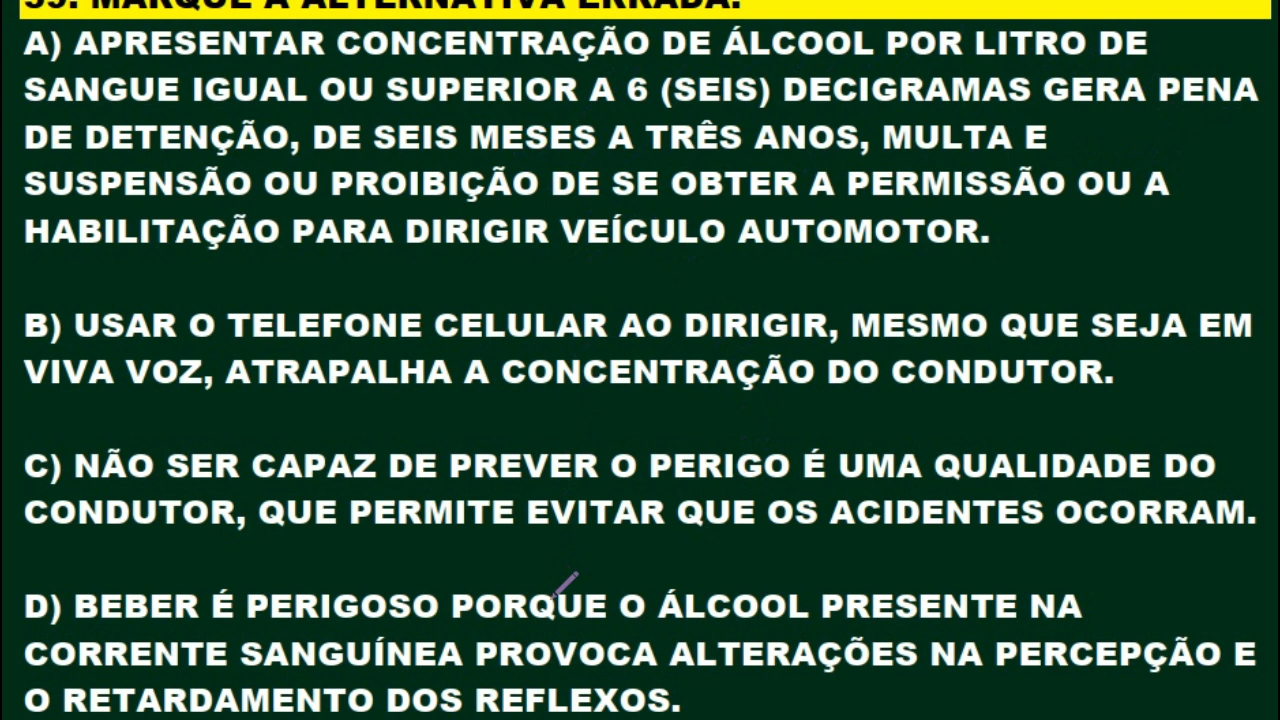 39. MARQUE A ALTERNATIVA ERRADA:
A) APRESENTAR CONCENTRAÇÃO DE ÁLCOOL POR LITRO DE
SANGUE IGUAL OU SUPERIOR A 6 (SEIS) DECIGRAMAS GERA PENA
DE DETENÇÃO, DE SEIS MESES A TRÊS ANOS, MULTA E
SUSPENSÃO OU PROIBIÇÃO DE SE OBTER A PERMISSÃO OU A
HABILITAÇÃO PARA DIRIGIR VEÍCULO AUTOMOTOR.
B) USAR O TELEFONE CELULAR AO DIRIGIR, MESMO QUE SEJA EM
VIVA VOZ, ATRAPALHA A CONCENTRAÇÃO DO CONDUTOR.
C) NÃO SER CAPAZ DE PREVER O PERIGO É UMA QUALIDADE DO
CONDUTOR, QUE PERMITE EVITAR QUE OS ACIDENTES OCORRAM.
D) BEBER É PERIGOSO PORQUE O ÁLCOOL PRESENTE NA
CORRENTE SANGUÍNEA PROVOCA ALTERAÇÕES NA PERCEPÇÃO E
O RETARDAMENTO DOS REFLEXOS.